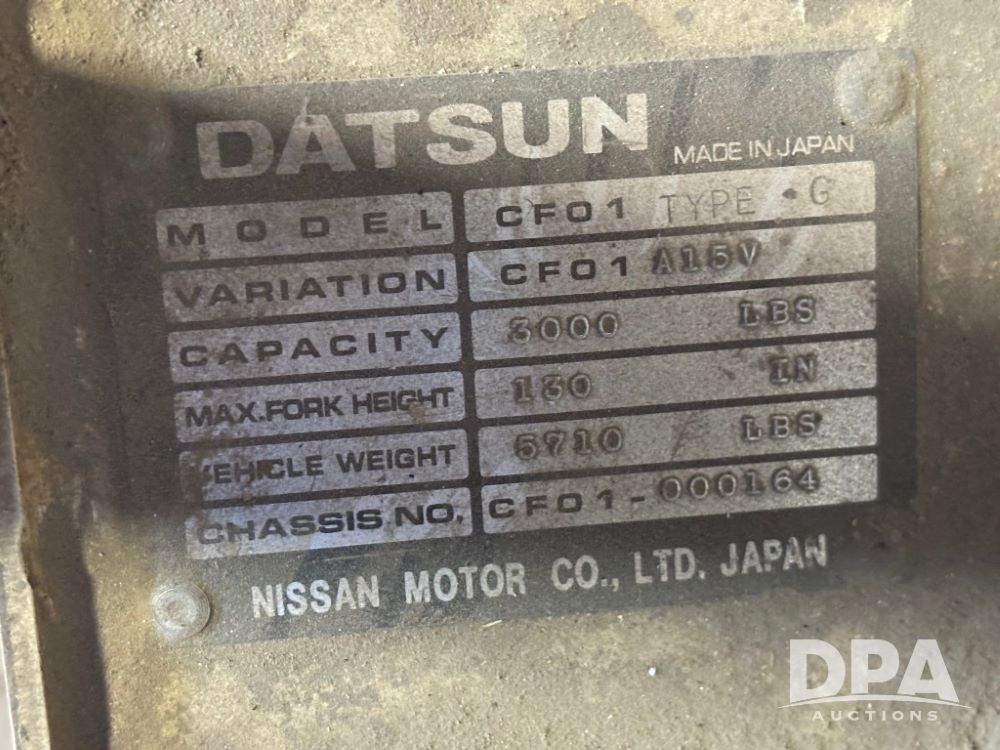 DATSUN
MADE IN JAPAN
MODEL CF01 TYPE·G
VARIATION CF01 A15V
CAPACITY 3000 LBS
MAX.FORK HEIGHT 130 IN
VEHICLE WEIGHT 5710 LBS
CHASSIS NO. CF01-000164
NISSAN MOTOR CO., LTD. JAPAN
DPA
AUCTIONS